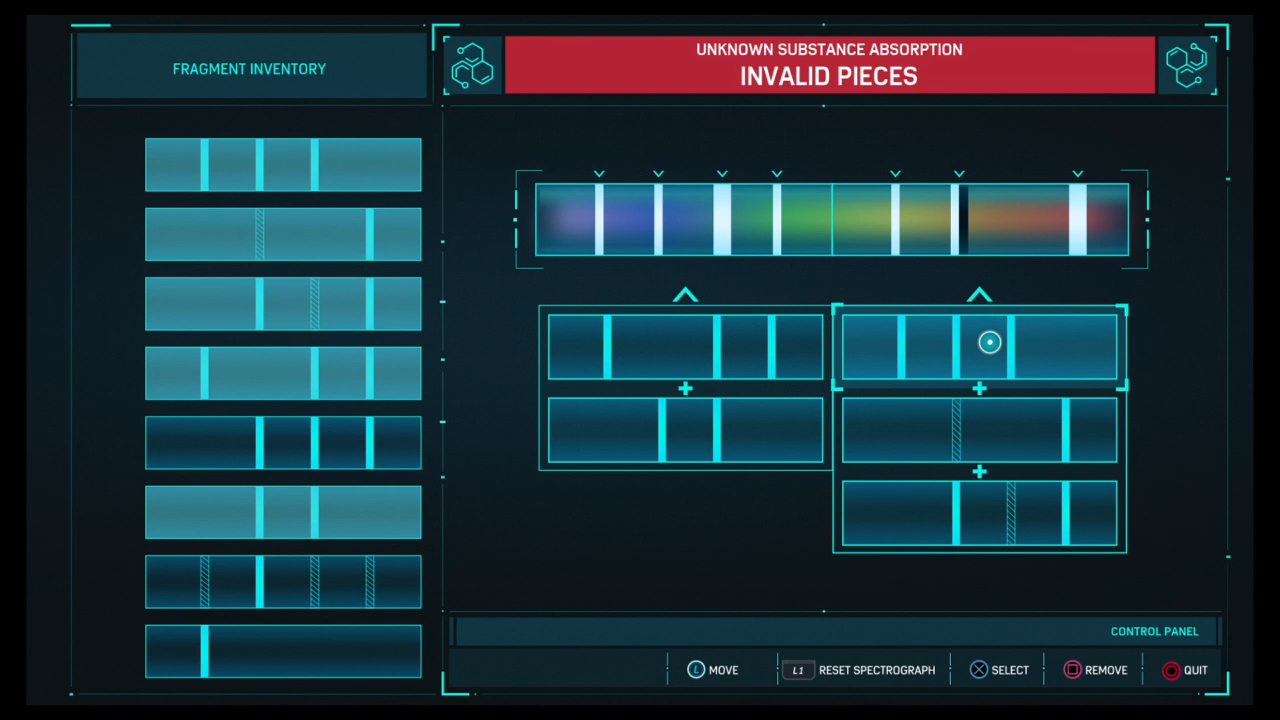 FRAGMENT INVENTORY
UNKNOWN SUBSTANCE ABSORPTION
INVALID PIECES
CONTROL PANEL
L MOVE
L1 RESET SPECTROGRAPH
SELECT
REMOVE
QUIT